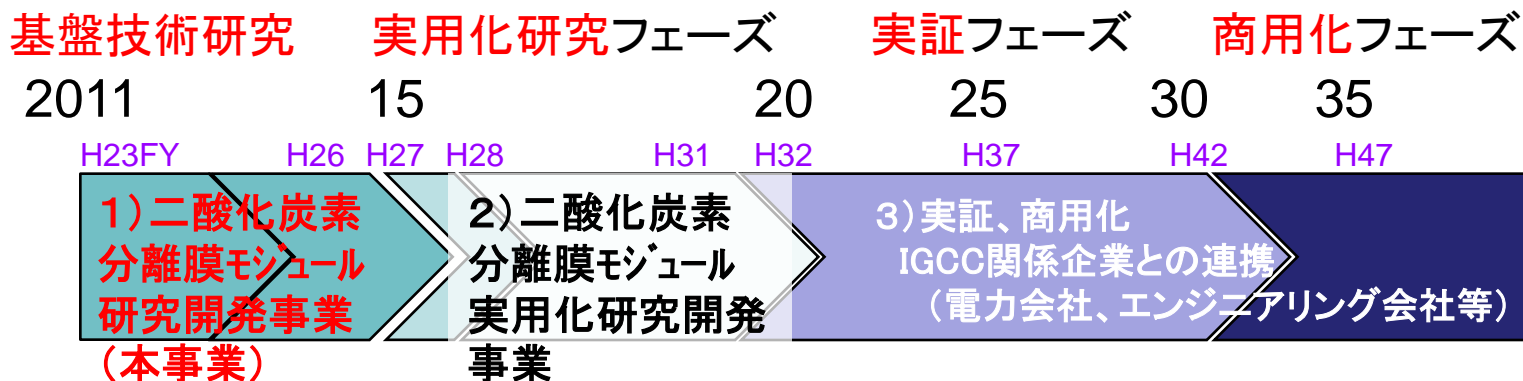 基盤技術研究 実用化研究フェーズ 実証フェーズ 商用化フェーズ
2011 15 20 25 30 35
H23FY H26 H27 H28 H31 H32 H37 H42 H47
1)二酸化炭素
分離膜モジュール
研究開発事業
(本事業)
2)二酸化炭素
分離膜モジュール
実用化研究開発
事業
3)実証、商用化
IGCC関係企業との連携
(電力会社、エンジニアリング会社等)